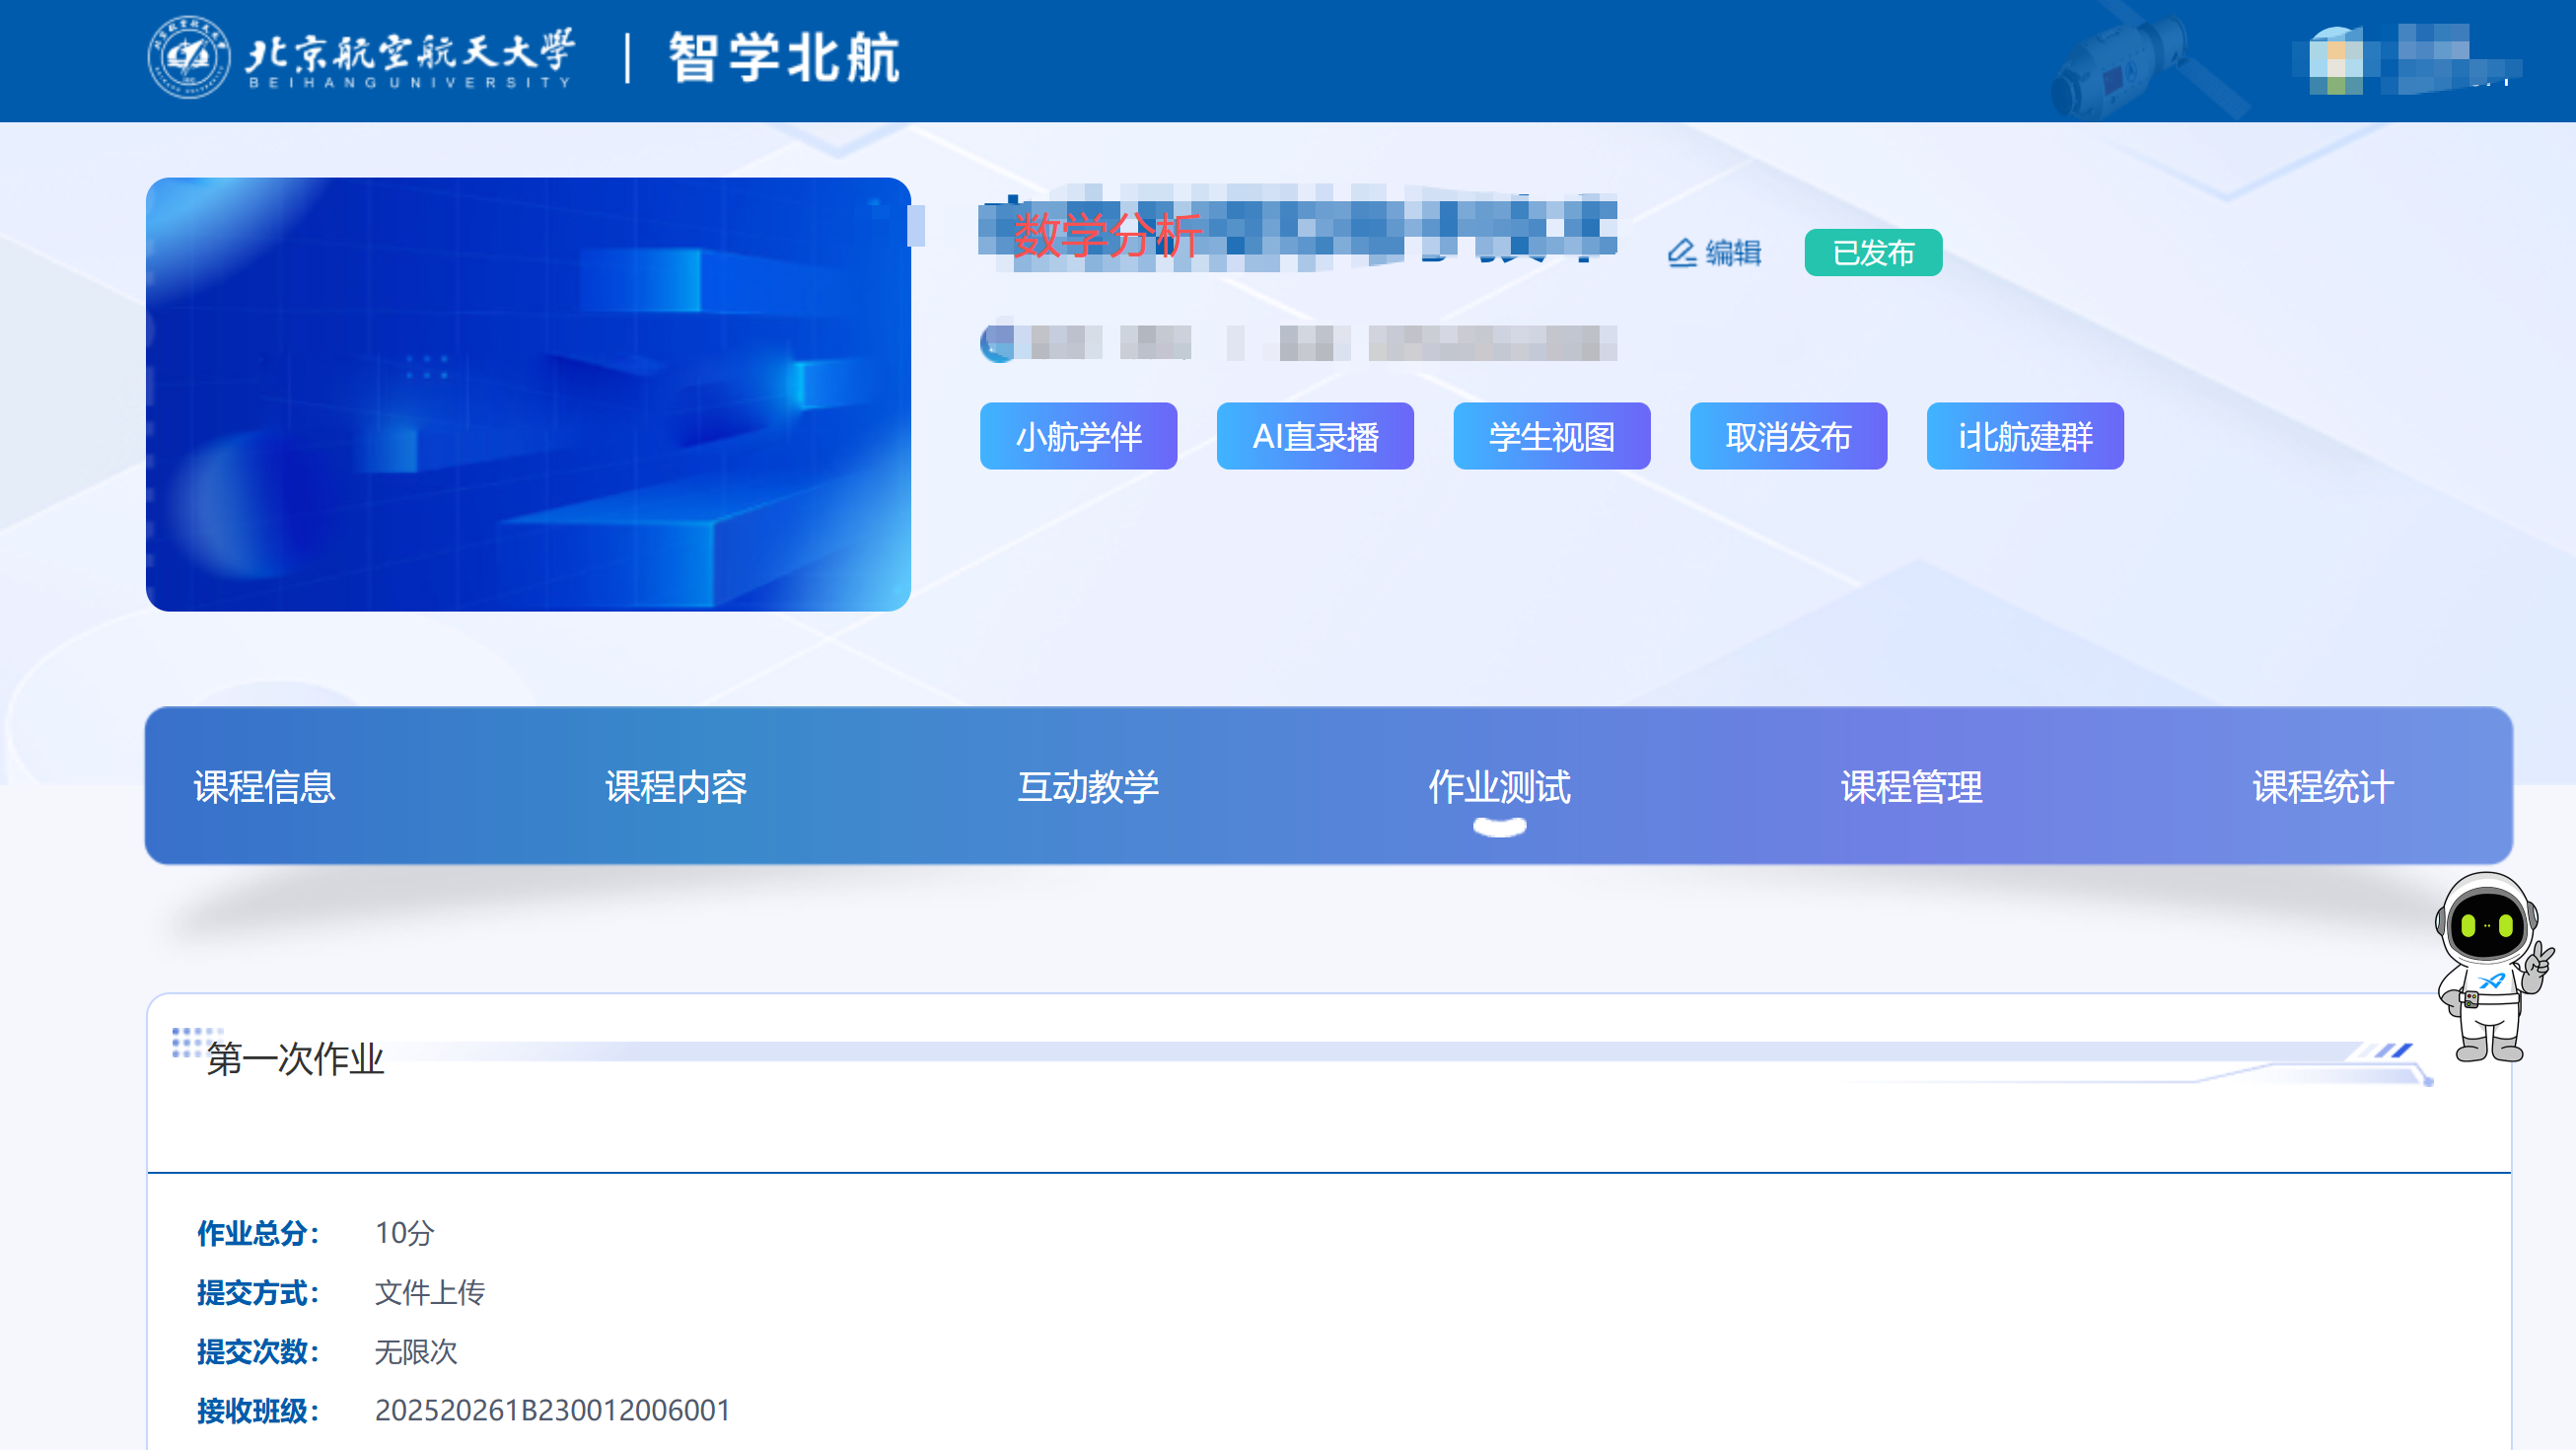 北京航空航天大學
BEIHANG UNIVERSITY
智学北航
数学分析
编辑
已发布
小航学伴
AI直录播
学生视图
取消发布
i北航建群
课程信息
课程内容
互动教学
作业测试
课程管理
课程统计
第一次作业
作业总分： 10分
提交方式： 文件上传
提交次数： 无限次
接收班级： 202520261B230012006001